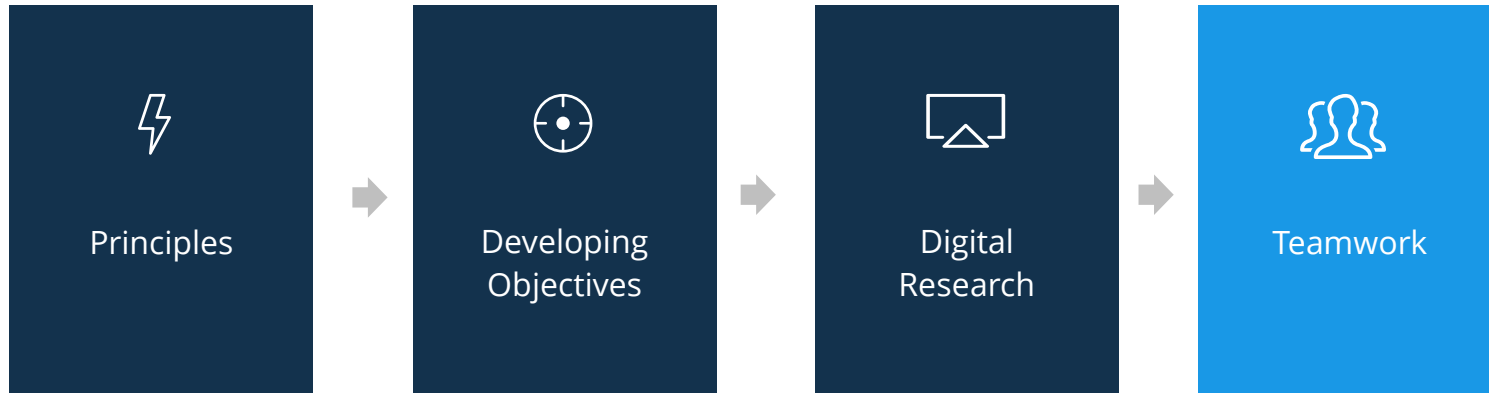 Principles
Developing
Objectives
Digital
Research
Teamwork